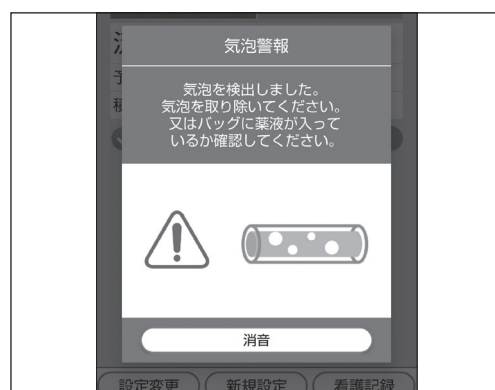 気泡警報
気泡を検出しました。
気泡を取り除いてください。
又はバッグに薬液が入って
いるか確認してください。
消音
設定変更
新規設定
看護記録